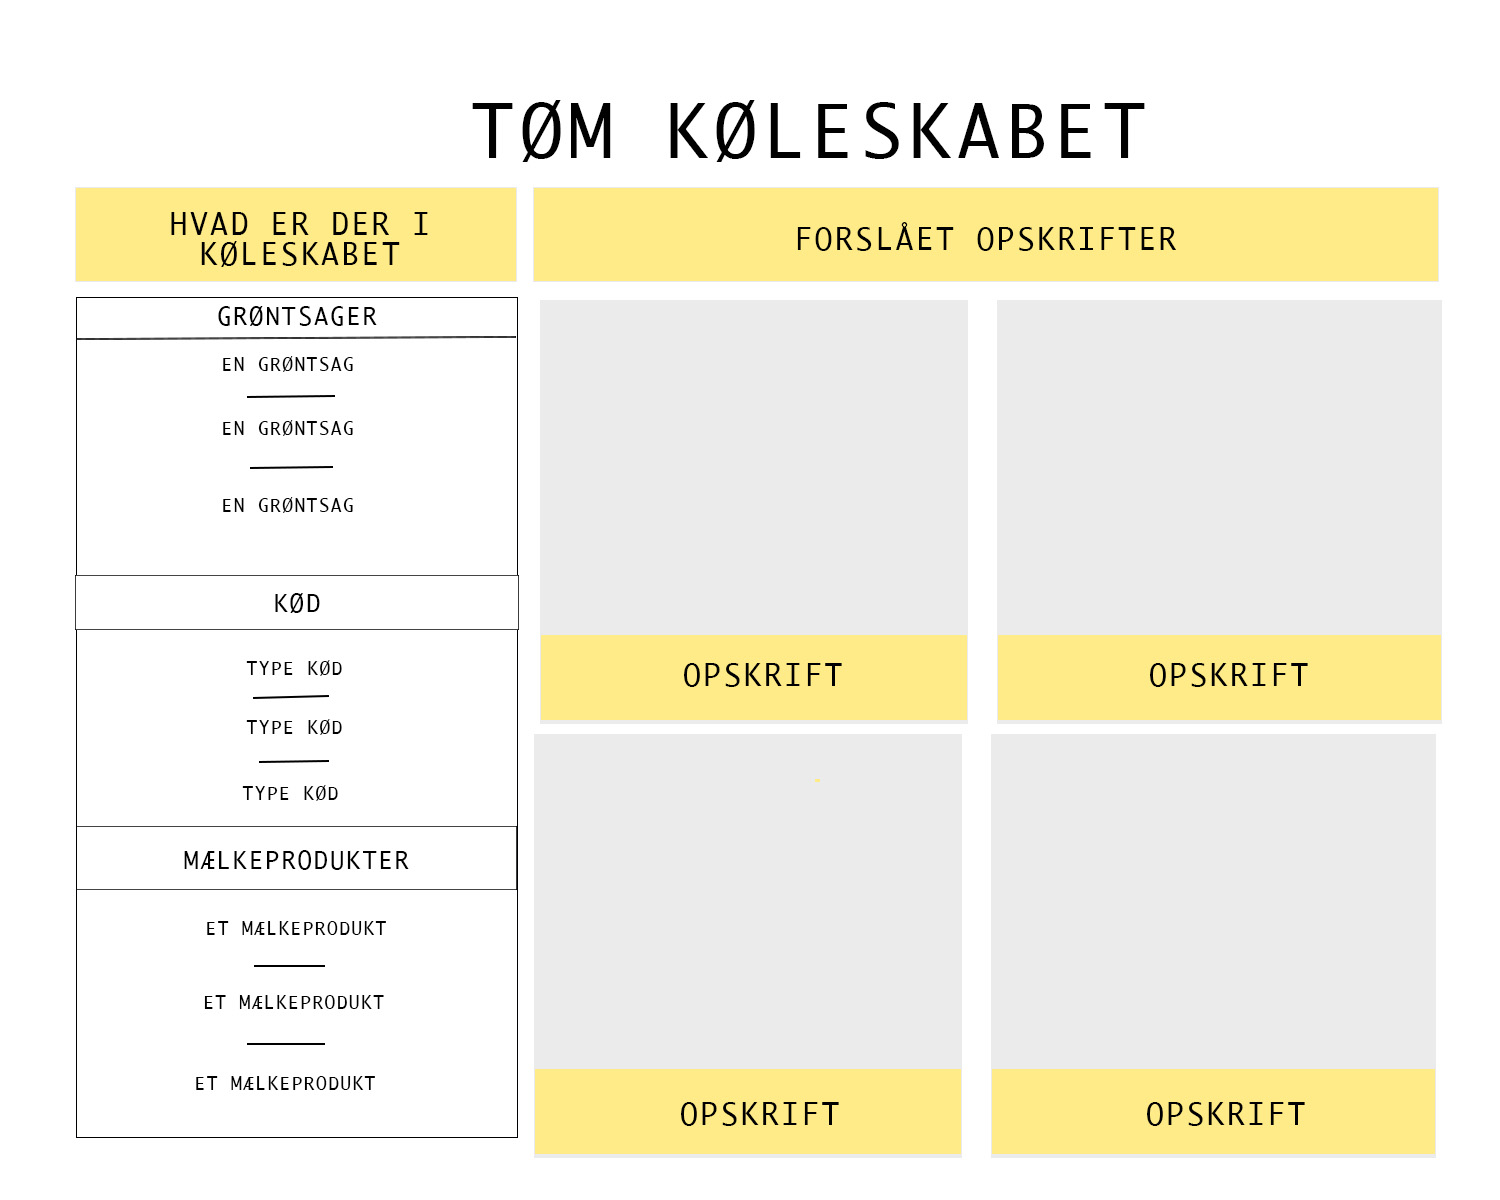 TØM KØLESKABET
HVAD ER DER I
KØLESKABET
FORSLÅET OPSKRIFTER
GRØNTSAGER
EN GRØNTSAG
EN GRØNTSAG
EN GRØNTSAG
KØD
TYPE KØD
TYPE KØD
TYPE KØD
MÆLKEPRODUKTER
ET MÆLKEPRODUKT
ET MÆLKEPRODUKT
ET MÆLKEPRODUKT
OPSKRIFT
OPSKRIFT
OPSKRIFT
OPSKRIFT